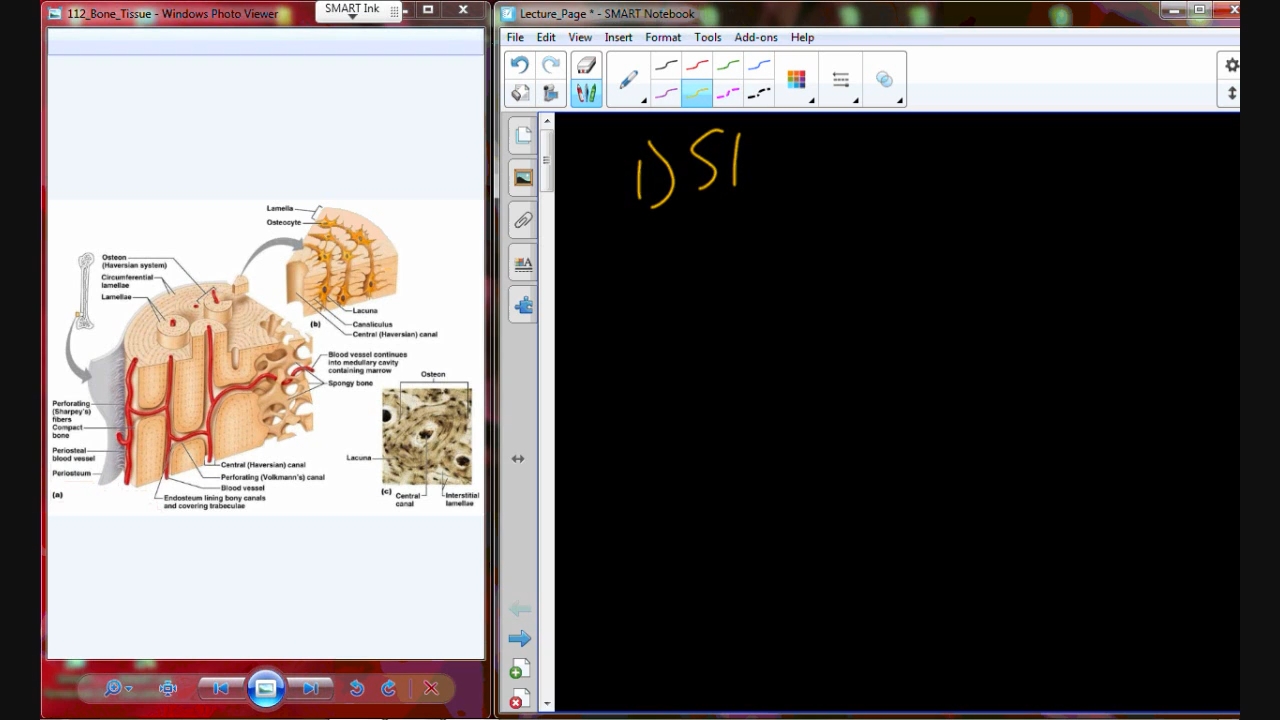 112_Bone_Tissue - Windows Photo Viewer
SMART Ink
Lecture_Page * - SMART Notebook
File Edit View Insert Format Tools Add-ons Help
Lamella
Osteocyte
Osteon
(Haversian system)
Circumferential
lamellae
Lamellae
Lacuna
Canaliculus
Central (Haversian) canal
(b)
Blood vessel continues
into medullary cavity
containing marrow
Spongy bone
Perforating
(Sharpey's)
fibers
Compact
bone
Periosteal
blood vessel
Periosteum
(a)
Central (Haversian) canal
Perforating (Volkmann's) canal
Blood vessel
Endosteum lining bony canals
and covering trabeculae
Osteon
Lacuna
(c)
Central
canal
Interstitial
lamellae